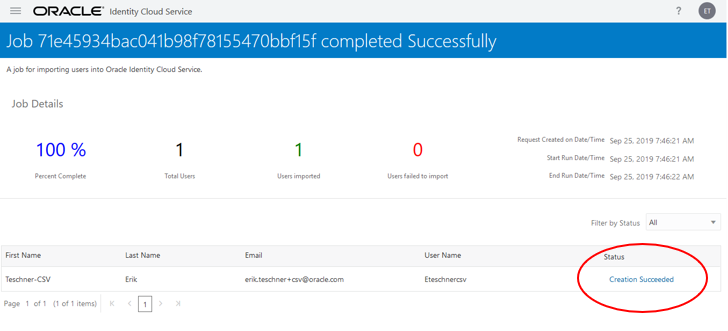 ORACLE Identity Cloud Service ? ET
Job 71e45934bac041b98f78155470bbf15f completed Successfully
A job for importing users into Oracle Identity Cloud Service.
Job Details
100 % 1 1 0
Percent Complete Total Users Users imported Users failed to import
Request Created on Date/Time Sep 25, 2019 7:46:21 AM
Start Run Date/Time Sep 25, 2019 7:46:21 AM
End Run Date/Time Sep 25, 2019 7:46:22 AM
Filter by Status All
First Name Last Name Email User Name Status
Teschner-CSV Erik erik.teschner+csv@oracle.com Eteschnercsv Creation Succeeded
Page 1 of 1 (1 of 1 items) 1